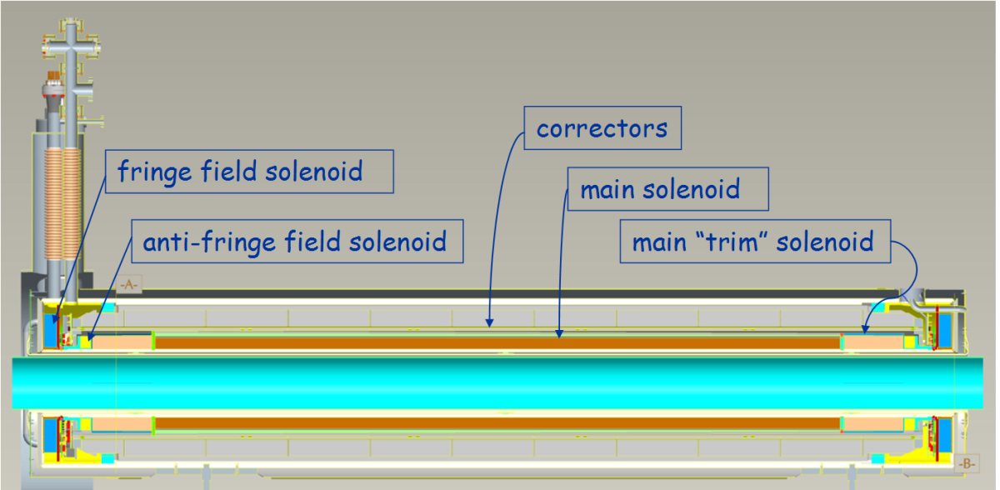 correctors
fringe field solenoid
main solenoid
anti-fringe field solenoid
main “trim” solenoid
-A-
-B-